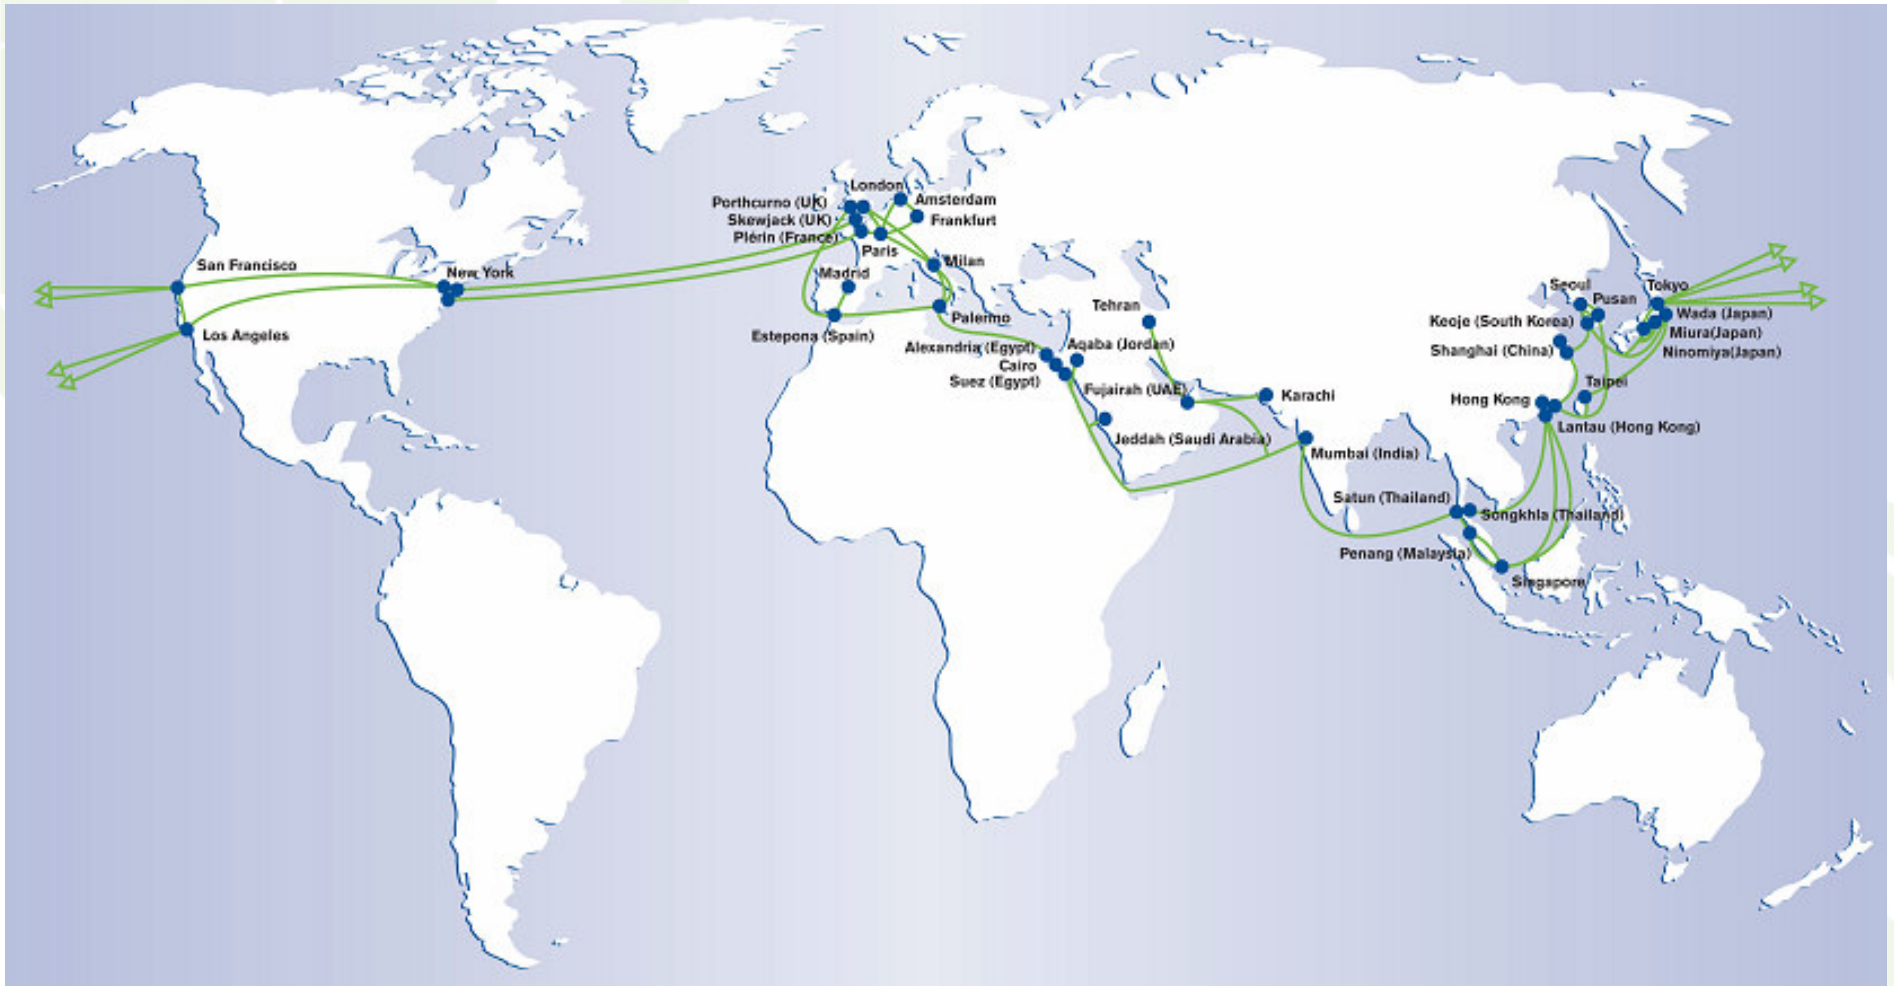 London
Porthcurno (UK)
Amsterdam
Skewjack (UK)
Frankfurt
Plérin (France)
Paris
San Francisco
New York
Milan
Madrid
Los Angeles
Estepona (Spain)
Palermo
Tehran
Alexandria (Egypt)
Aqaba (Jordan)
Cairo
Suez (Egypt)
Fujairah (UAE)
Karachi
Jeddah (Saudi Arabia)
Mumbai (India)
Seoul
Tokyo
Pusan
Keoje (South Korea)
Wada (Japan)
Miura(Japan)
Shanghai (China)
Ninomiya(Japan)
Taipei
Hong Kong
Lantau (Hong Kong)
Satun (Thailand)
Songkhla (Thailand)
Penang (Malaysia)
Singapore